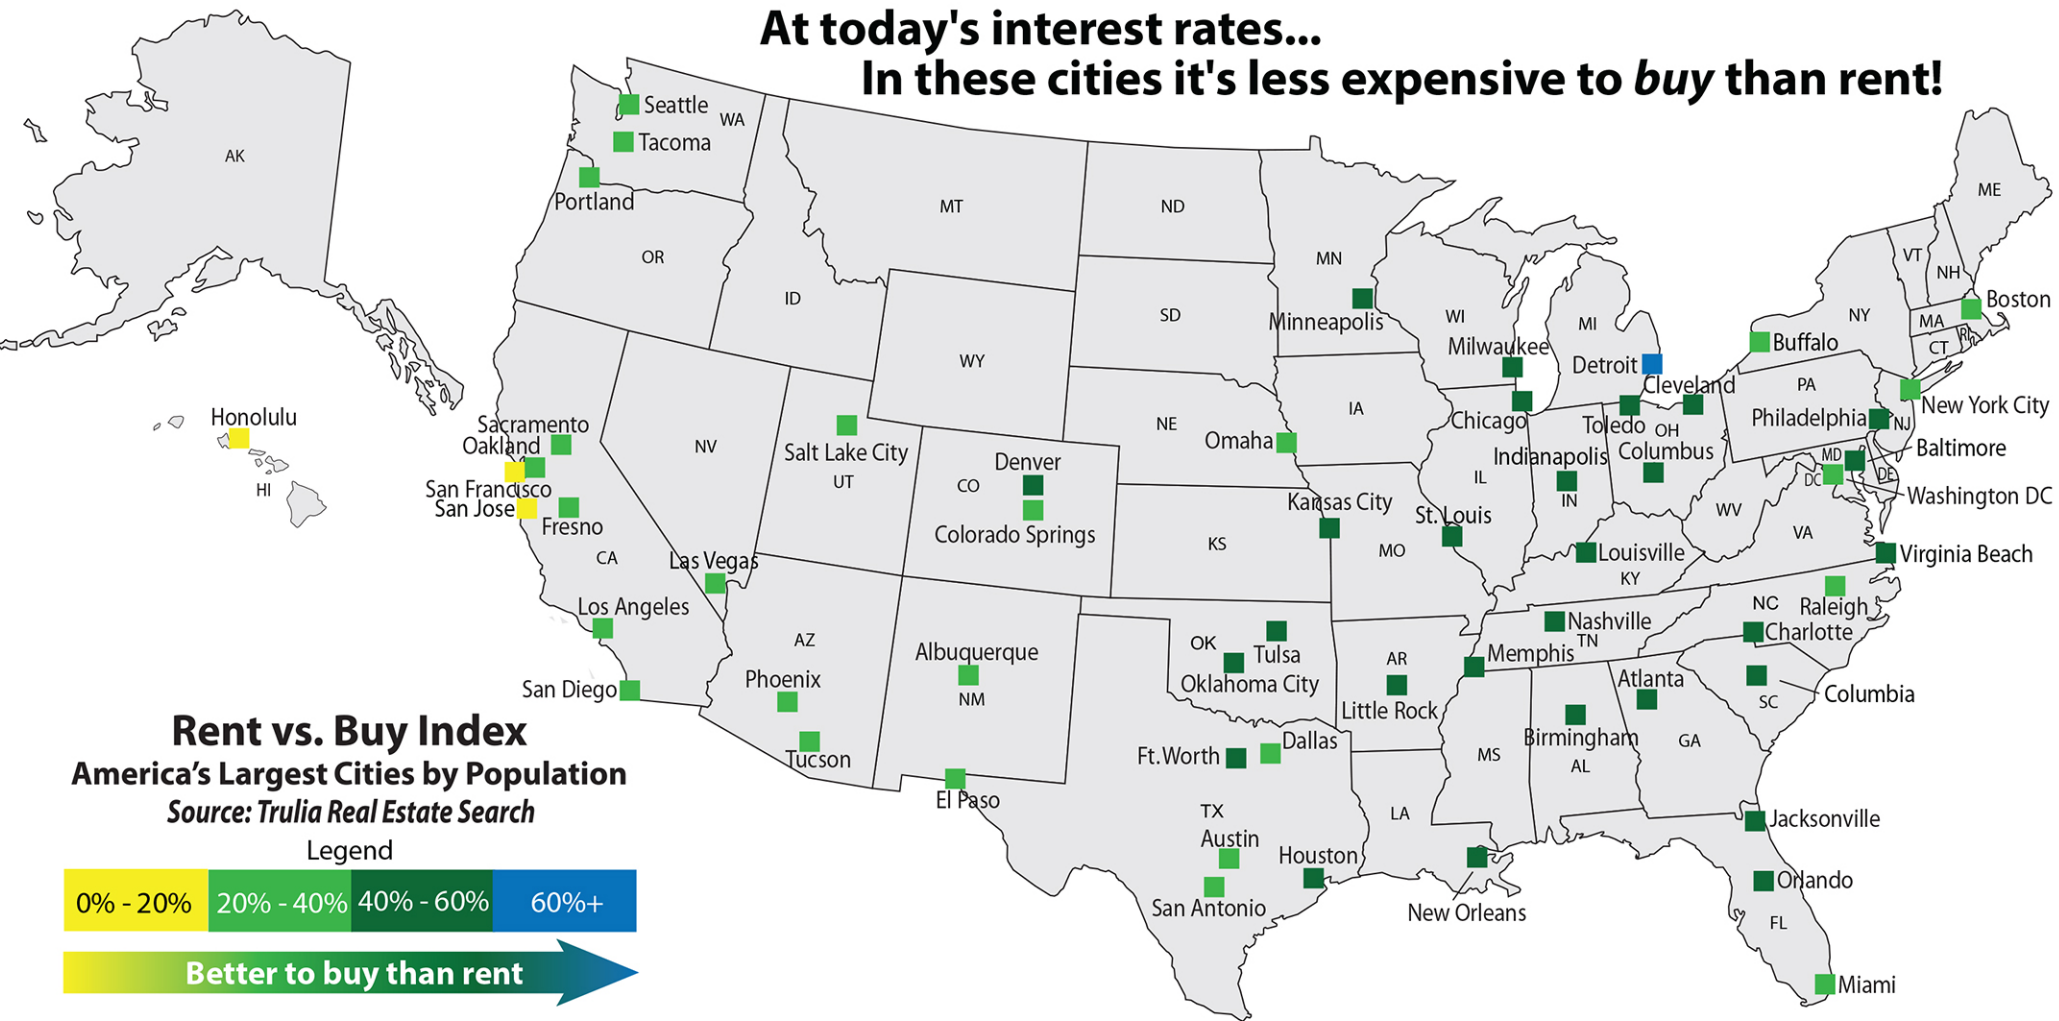 At today's interest rates...
In these cities it's less expensive to buy than rent!
AK
Seattle
WA
Tacoma
Portland
OR
MT
ID
ND
MN
Minneapolis
SD
WI
Milwaukee
MI
Detroit
Cleveland
ME
VT
NH
Boston
NY
MA
RI
CT
Buffalo
WY
Honolulu
HI
Sacramento
Oakland
San Francisco
San Jose
Fresno
CA
NV
Las Vegas
Los Angeles
San Diego
Salt Lake City
UT
Denver
CO
Colorado Springs
NE
Omaha
IA
Chicago
Toledo
OH
Columbus
Indianapolis
IN
IL
PA
Philadelphia
NJ
New York City
Baltimore
MD
DE
DC
Washington DC
WV
VA
Virginia Beach
KS
Kansas City
St. Louis
MO
Louisville
KY
NC
Raleigh
Charlotte
Nashville
TN
Memphis
AZ
Phoenix
Tucson
Albuquerque
NM
El Paso
OK
Tulsa
Oklahoma City
AR
Little Rock
Atlanta
GA
SC
Columbia
Birmingham
AL
MS
Ft.Worth
Dallas
TX
Austin
San Antonio
Houston
LA
New Orleans
Jacksonville
Orlando
FL
Miami
Rent vs. Buy Index
America's Largest Cities by Population
Source: Trulia Real Estate Search
Legend
0% - 20% 20% - 40% 40% - 60% 60%+
Better to buy than rent